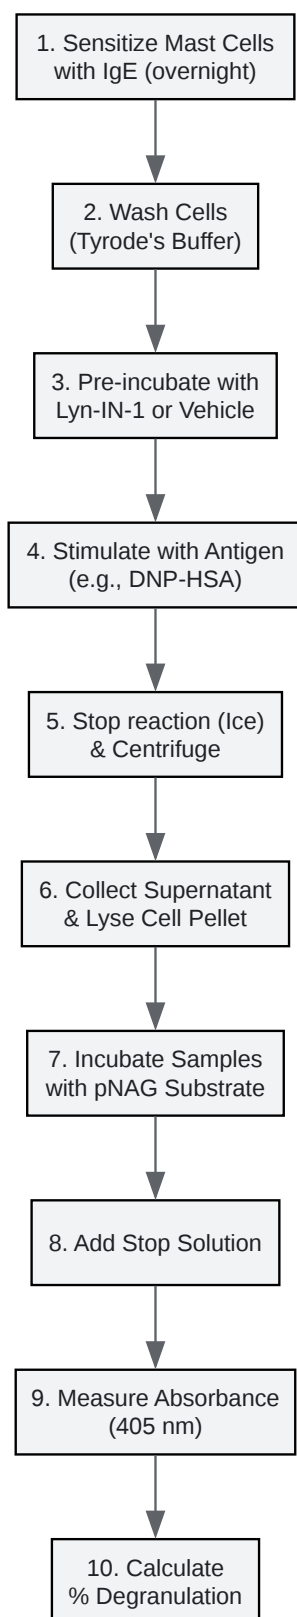 1. Sensitize Mast Cells
with IgE (overnight)
2. Wash Cells
(Tyrode's Buffer)
3. Pre-incubate with
Lyn-IN-1 or Vehicle
4. Stimulate with Antigen
(e.g., DNP-HSA)
5. Stop reaction (Ice)
& Centrifuge
6. Collect Supernatant
& Lyse Cell Pellet
7. Incubate Samples
with pNAG Substrate
8. Add Stop Solution
9. Measure Absorbance
(405 nm)
10. Calculate
% Degranulation